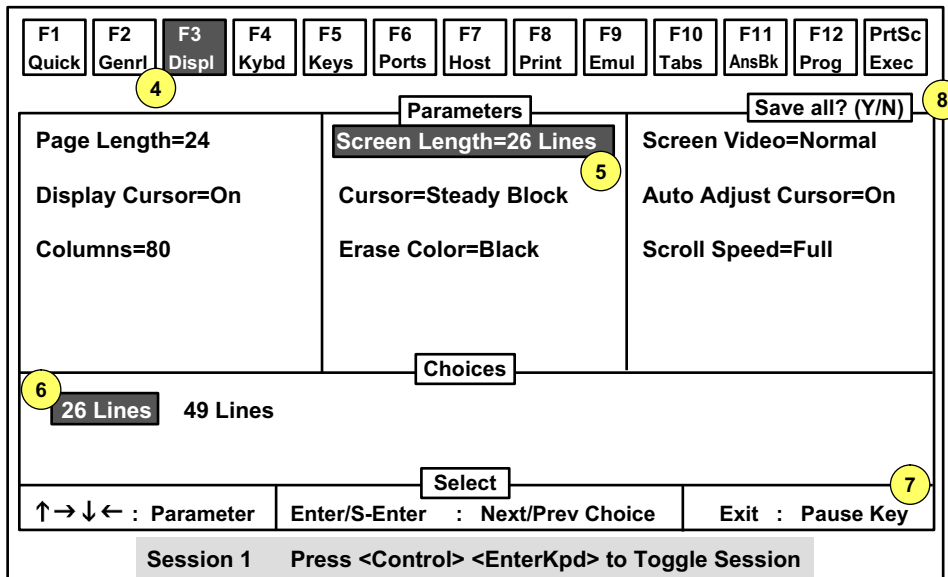 F1 F2 F3 F4 F5 F6 F7 F8 F9 F10 F11 F12 PrtSc
Quick Genrl Displ Kybd Keys Ports Host Print Emul Tabs AnsBk Prog Exec
4
8
Parameters Save all? (Y/N)
Page Length=24 Screen Length=26 Lines Screen Video=Normal
5
Display Cursor=On Cursor=Steady Block Auto Adjust Cursor=On
Columns=80 Erase Color=Black Scroll Speed=Full
Choices
6
26 Lines 49 Lines
Select
7
↑→↓← : Parameter Enter/S-Enter : Next/Prev Choice Exit : Pause Key
Session 1 Press <Control> <EnterKpd> to Toggle Session